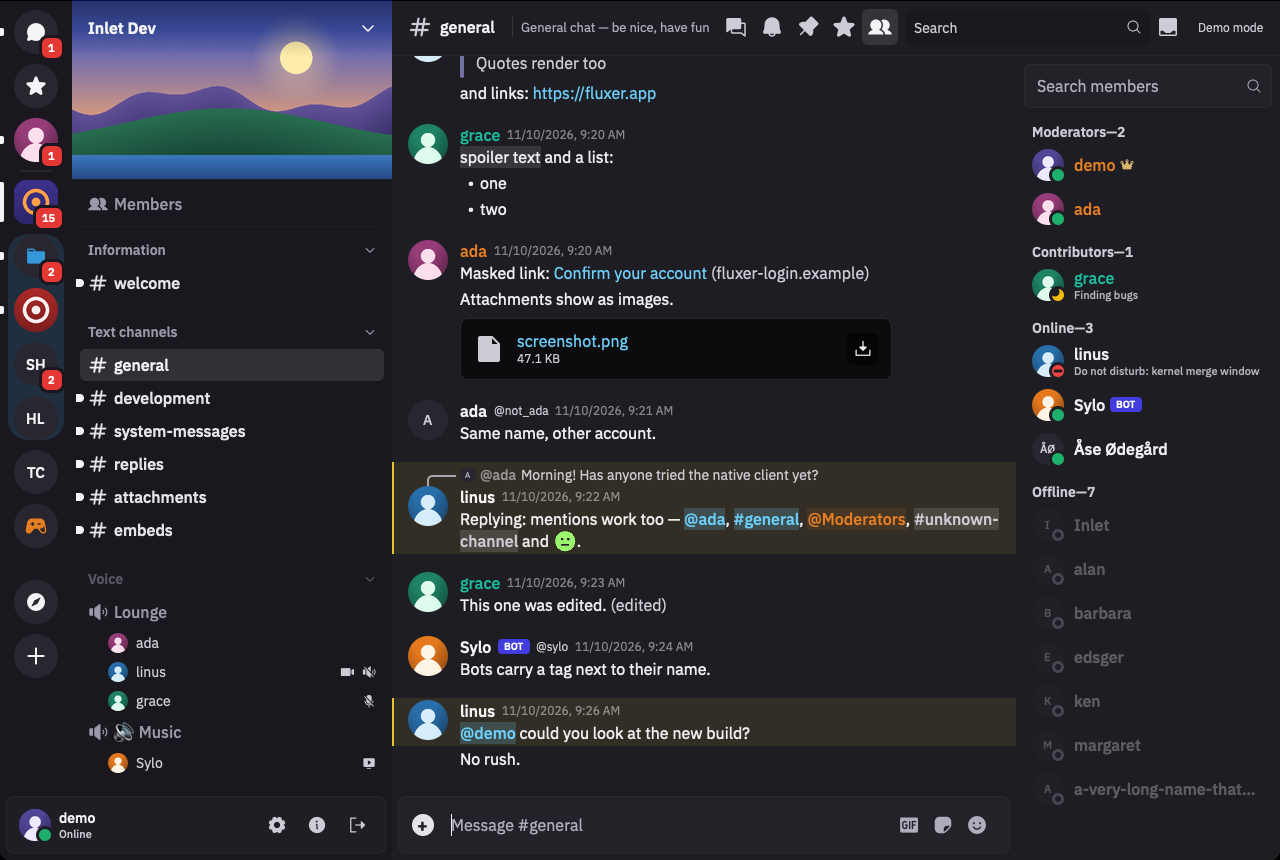 1
1
15
2
SH
2
HL
TC
Inlet Dev
Members
Information
# welcome
Text channels
# general
# development
# system-messages
# replies
# attachments
# embeds
Voice
Lounge
ada
linus
grace
🔊 Music
Sylo
demo
Online
# general
General chat — be nice, have fun
Search
Demo mode
Quotes render too
and links: https://fluxer.app
grace 11/10/2026, 9:20 AM
spoiler text and a list:
• one
• two
ada 11/10/2026, 9:20 AM
Masked link: Confirm your account (fluxer-login.example)
Attachments show as images.
screenshot.png
47.1 KB
A
ada @not_ada 11/10/2026, 9:21 AM
Same name, other account.
A @ada Morning! Has anyone tried the native client yet?
linus 11/10/2026, 9:22 AM
Replying: mentions work too — @ada, #general, @Moderators, #unknown-
channel and 😐.
grace 11/10/2026, 9:23 AM
This one was edited. (edited)
Sylo BOT @sylo 11/10/2026, 9:24 AM
Bots carry a tag next to their name.
linus 11/10/2026, 9:26 AM
@demo could you look at the new build?
No rush.
Message #general
GIF
Search members
Moderators—2
demo
ada
Contributors—1
grace
Finding bugs
Online—3
linus
Do not disturb: kernel merge window
Sylo BOT
ÅØ Åse Ødegård
Offline—7
I Inlet
A alan
B barbara
E edsger
K ken
M margaret
A a-very-long-name-that...